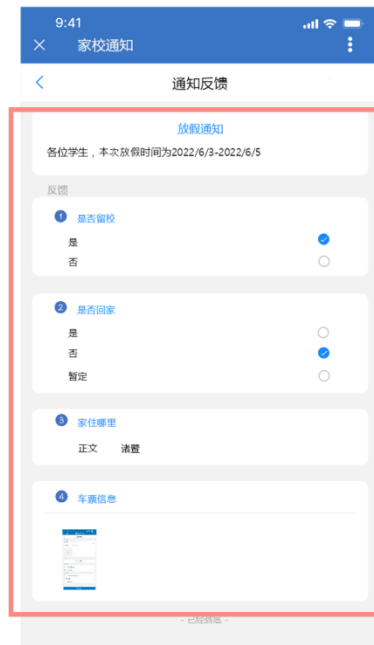 9:41
家校通知
通知反馈
放假通知
各位学生，本次放假时间为2022/6/3-2022/6/5
反馈
1 是否留校
是
否
2 是否回家
是
否
暂定
3 家住哪里
正文 诸暨
4 车票信息
- 已经到底 -